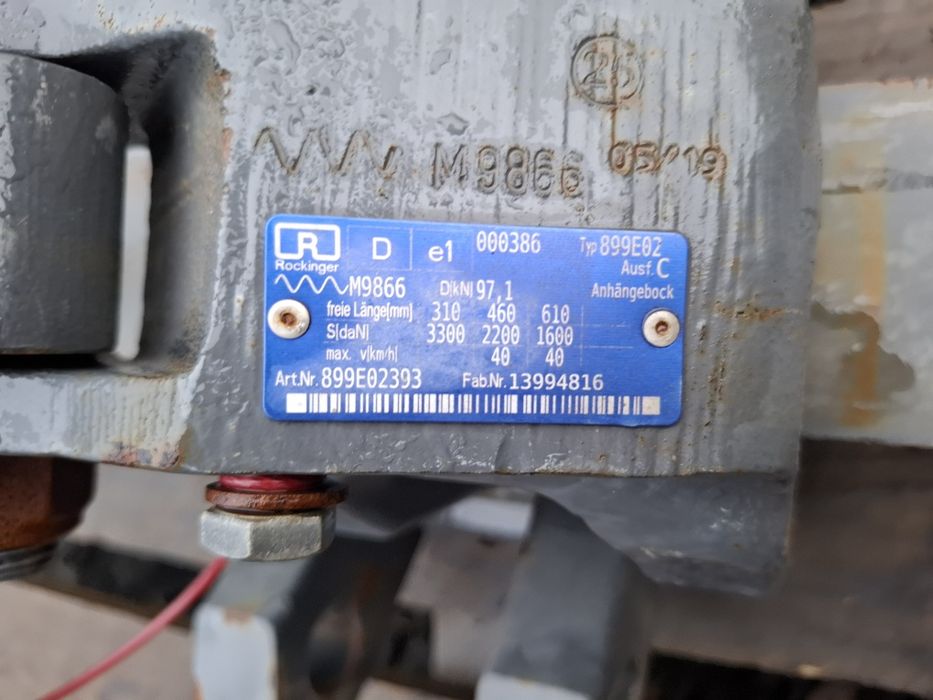 25
M9866 05/19
R D e1 000386 Typ 899E02
Rockinger Ausf. C
M9866 D[kN] 97,1 Anhängebock
freie Länge[mm] 310 460 610
S[daN] 3300 2200 1600
max. v[km/h] 40 40
Art.Nr. 899E02393 Fab.Nr. 13994816